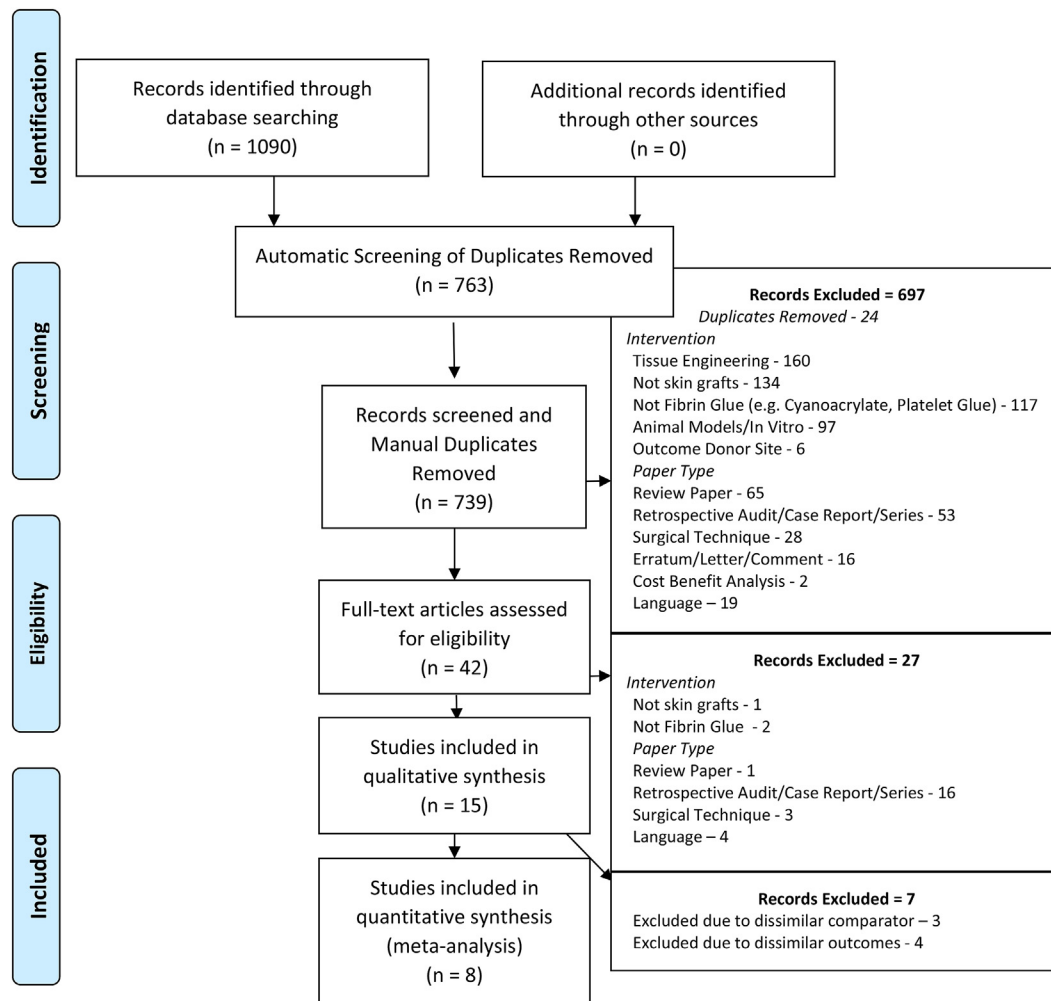 Identification
Records identified through
database searching
(n = 1090)
Additional records identified
through other sources
(n = 0)
Automatic Screening of Duplicates Removed
(n = 763)
Screening
Records screened and
Manual Duplicates
Removed
(n = 739)
Records Excluded = 697
Duplicates Removed - 24
Intervention
Tissue Engineering - 160
Not skin grafts - 134
Not Fibrin Glue (e.g. Cyanoacrylate, Platelet Glue) - 117
Animal Models/In Vitro - 97
Outcome Donor Site - 6
Paper Type
Review Paper - 65
Retrospective Audit/Case Report/Series - 53
Surgical Technique - 28
Erratum/Letter/Comment - 16
Cost Benefit Analysis - 2
Language – 19
Eligibility
Full-text articles assessed
for eligibility
(n = 42)
Records Excluded = 27
Intervention
Not skin grafts - 1
Not Fibrin Glue - 2
Paper Type
Review Paper - 1
Retrospective Audit/Case Report/Series - 16
Surgical Technique - 3
Language – 4
Studies included in
qualitative synthesis
(n = 15)
Included
Studies included in
quantitative synthesis
(meta-analysis)
(n = 8)
Records Excluded = 7
Excluded due to dissimilar comparator – 3
Excluded due to dissimilar outcomes - 4